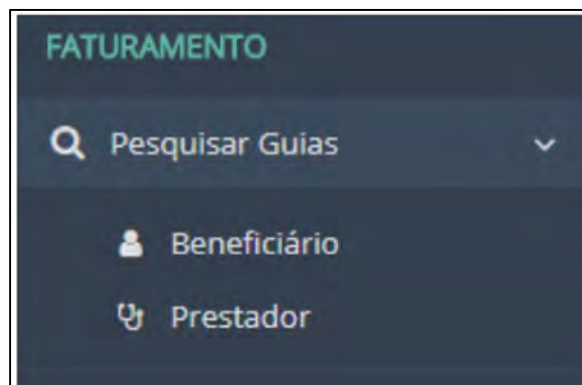 FATURAMENTO
Pesquisar Guias
Beneficiário
Prestador